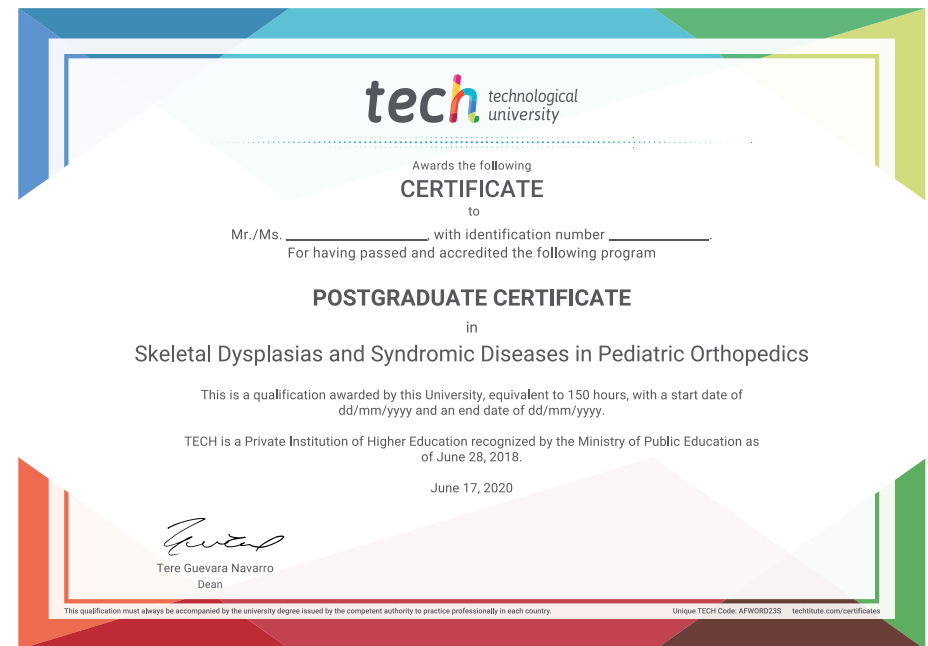 tech technological
university
Awards the following
CERTIFICATE
to
Mr./Ms. ____________________, with identification number ______________.
For having passed and accredited the following program
POSTGRADUATE CERTIFICATE
in
Skeletal Dysplasias and Syndromic Diseases in Pediatric Orthopedics
This is a qualification awarded by this University, equivalent to 150 hours, with a start date of
dd/mm/yyyy and an end date of dd/mm/yyyy.
TECH is a Private Institution of Higher Education recognized by the Ministry of Public Education as
of June 28, 2018.
June 17, 2020
Tere Guevara Navarro
Dean
This qualification must always be accompanied by the university degree issued by the competent authority to practice professionally in each country.
Unique TECH Code: AFWORD23S techtitute.com/certificates